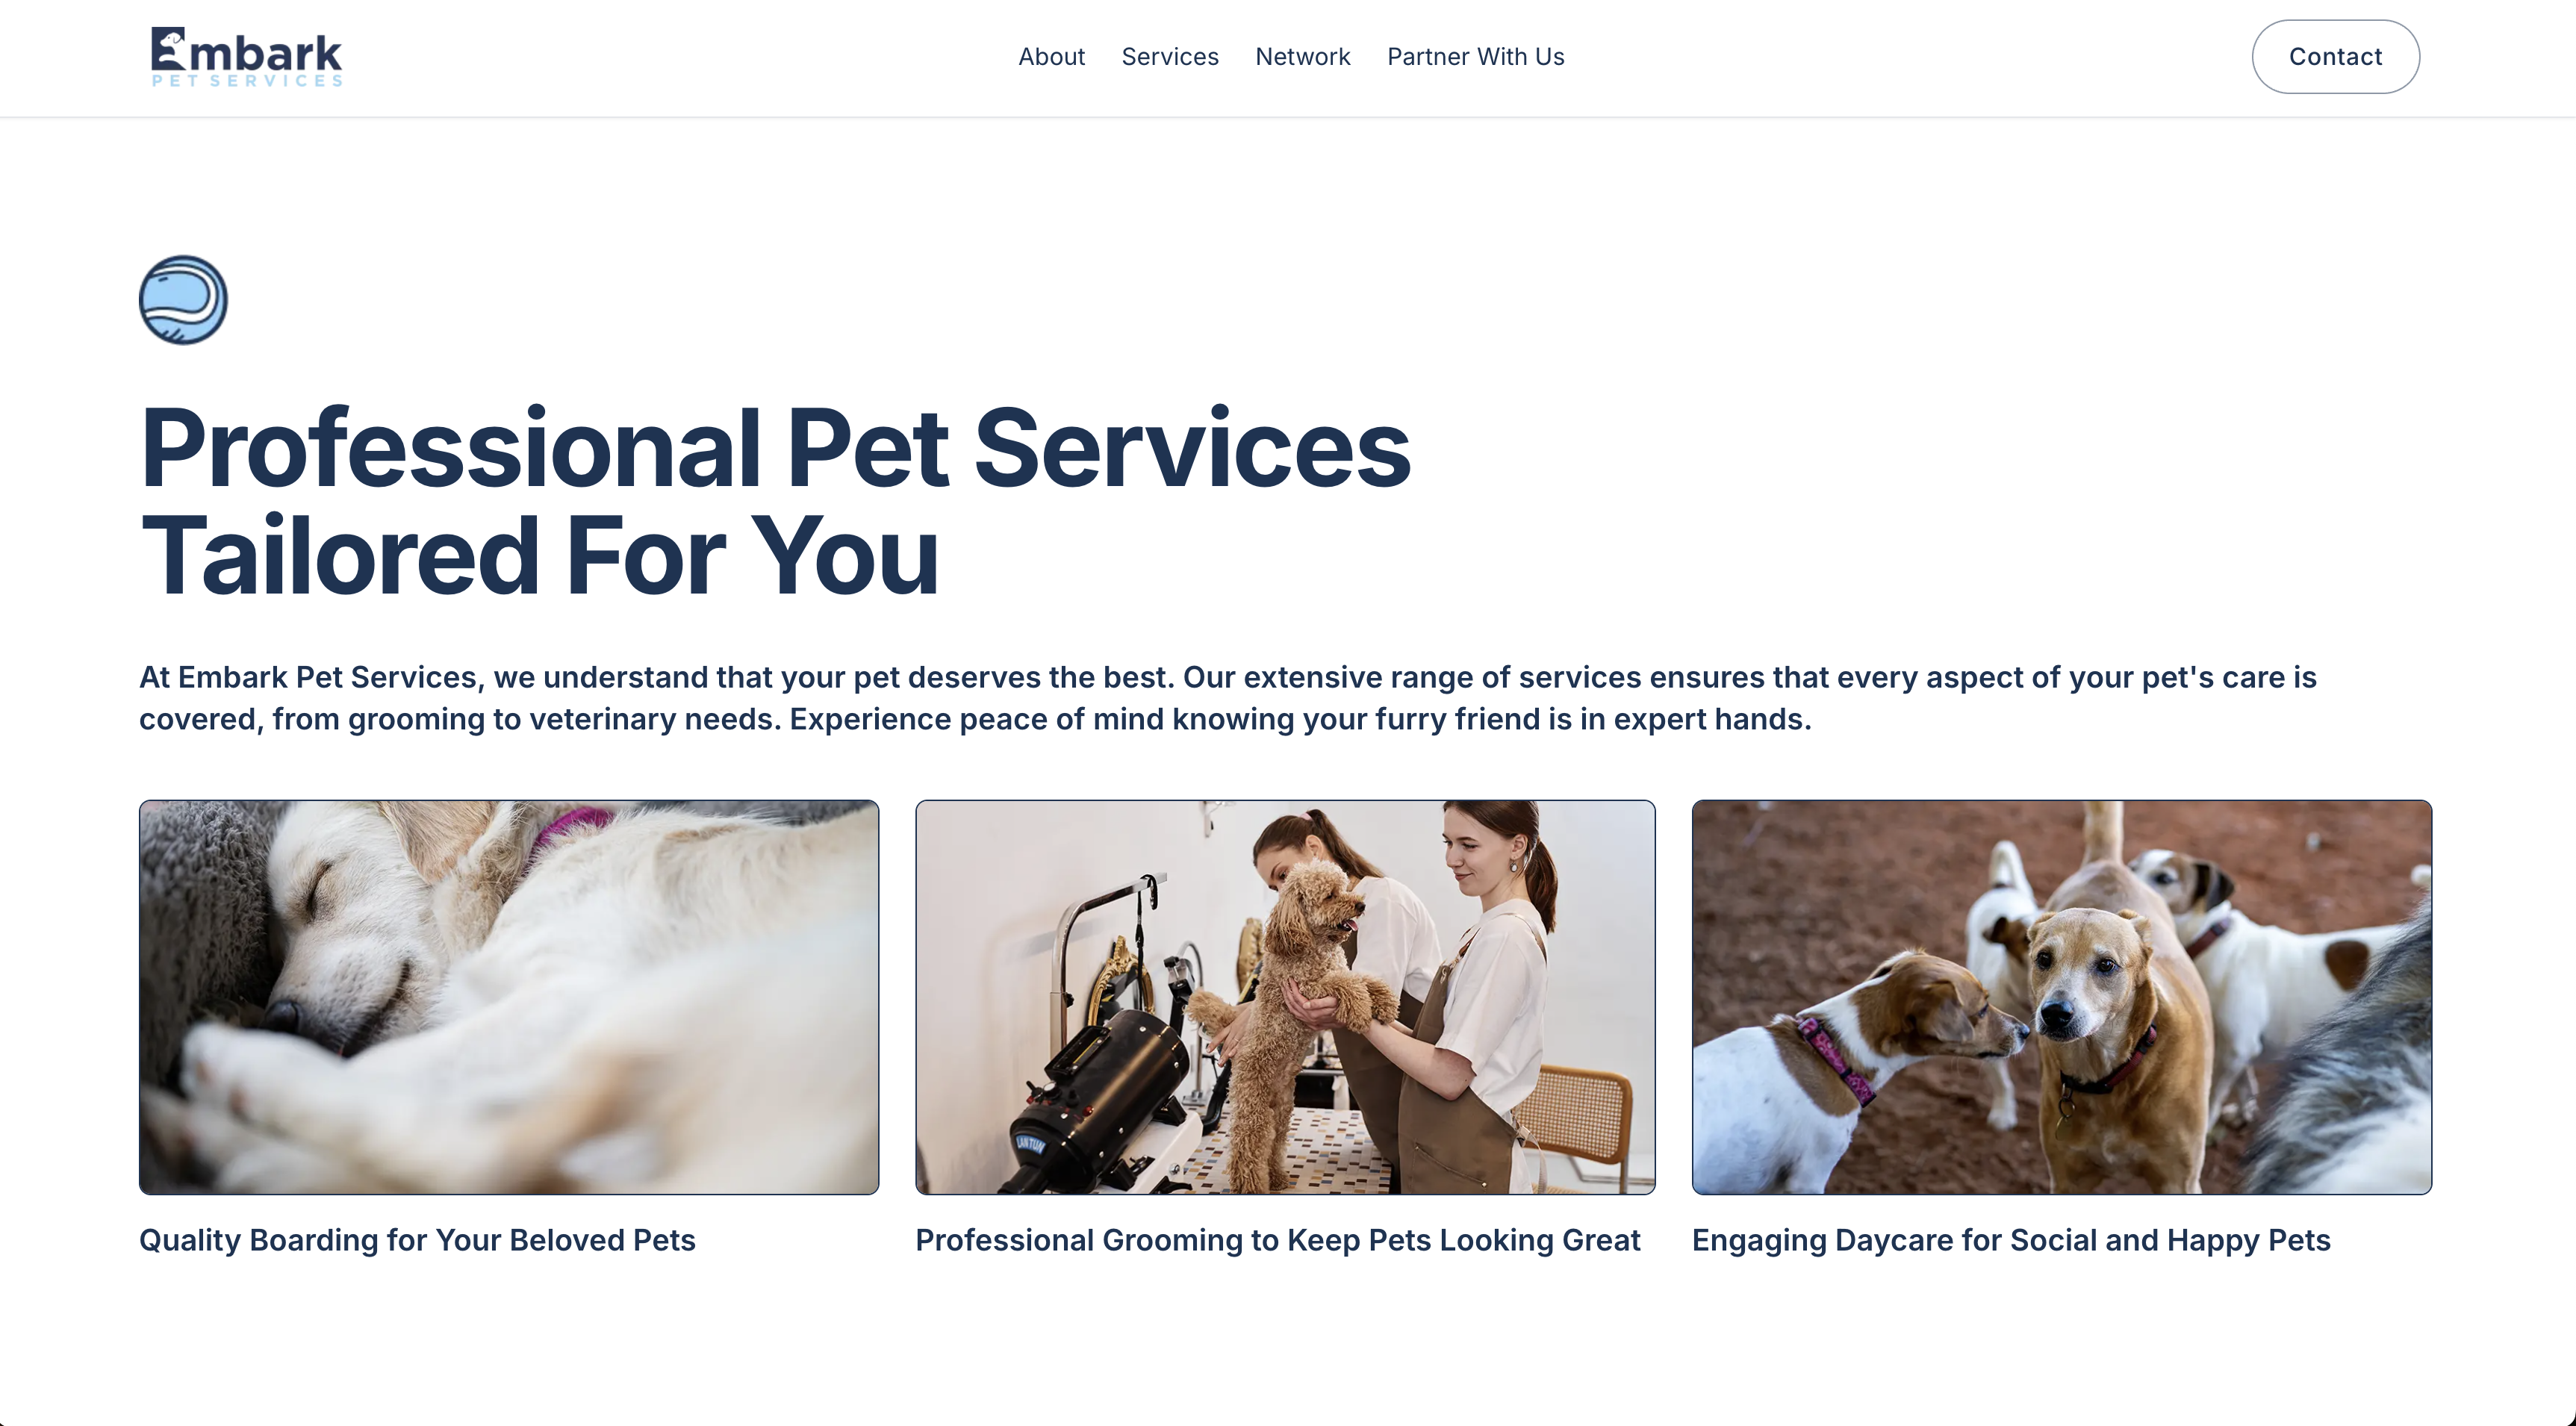 Embark
PET SERVICES
About
Services
Network
Partner With Us
Contact
Professional Pet Services
Tailored For You
At Embark Pet Services, we understand that your pet deserves the best. Our extensive range of services ensures that every aspect of your pet's care is
covered, from grooming to veterinary needs. Experience peace of mind knowing your furry friend is in expert hands.
LANTUN
Quality Boarding for Your Beloved Pets
Professional Grooming to Keep Pets Looking Great
Engaging Daycare for Social and Happy Pets